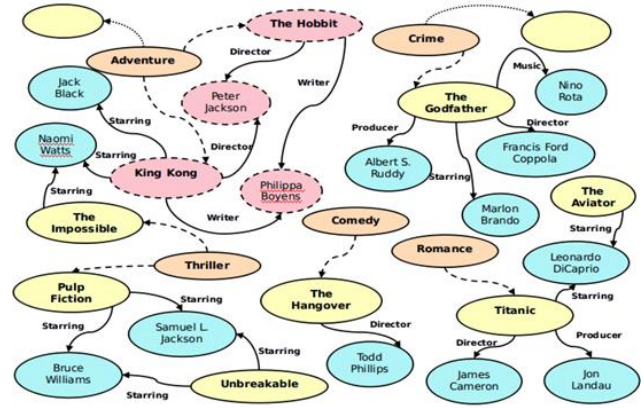 The Hobbit
Adventure
Director
Jack
Black
Peter
Jackson
Writer
Starring
Naomi
Watts
Starring
Director
King Kong
Philippa
Boyens
Starring
Writer
The
Impossible
Crime
Music
Nino
Rota
The
Godfather
Producer
Director
Francis Ford
Coppola
Albert S.
Ruddy
Starring
Marlon
Brando
The
Aviator
Starring
Comedy
Romance
Leonardo
DiCaprio
Starring
Thriller
Pulp
Fiction
Starring
The
Hangover
Titanic
Starring
Samuel L.
Jackson
Director
Director
Producer
Starring
Bruce
Williams
Todd
Phillips
James
Cameron
Jon
Landau
Starring
Unbreakable